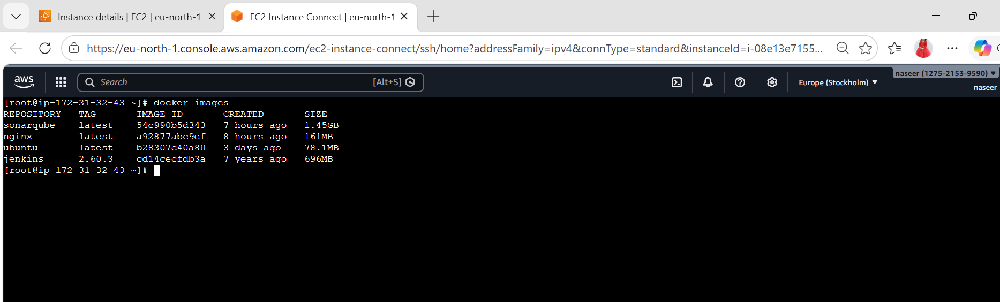 Instance details | EC2 | eu-north-1
EC2 Instance Connect | eu-north-1
https://eu-north-1.console.aws.amazon.com/ec2-instance-connect/ssh/home?addressFamily=ipv4&connType=standard&instanceId=i-08e13e7155...
aws
Search
[Alt+S]
Europe (Stockholm)
naseer (1275-2153-9590)
naseer
[root@ip-172-31-32-43 ~]# docker images
REPOSITORY TAG IMAGE ID CREATED SIZE
sonarqube latest 54c990b5d343 7 hours ago 1.45GB
nginx latest a92877abc9ef 8 hours ago 161MB
ubuntu latest b28307c40a80 3 days ago 78.1MB
jenkins 2.60.3 cd14cecfdb3a 7 years ago 696MB
[root@ip-172-31-32-43 ~]#